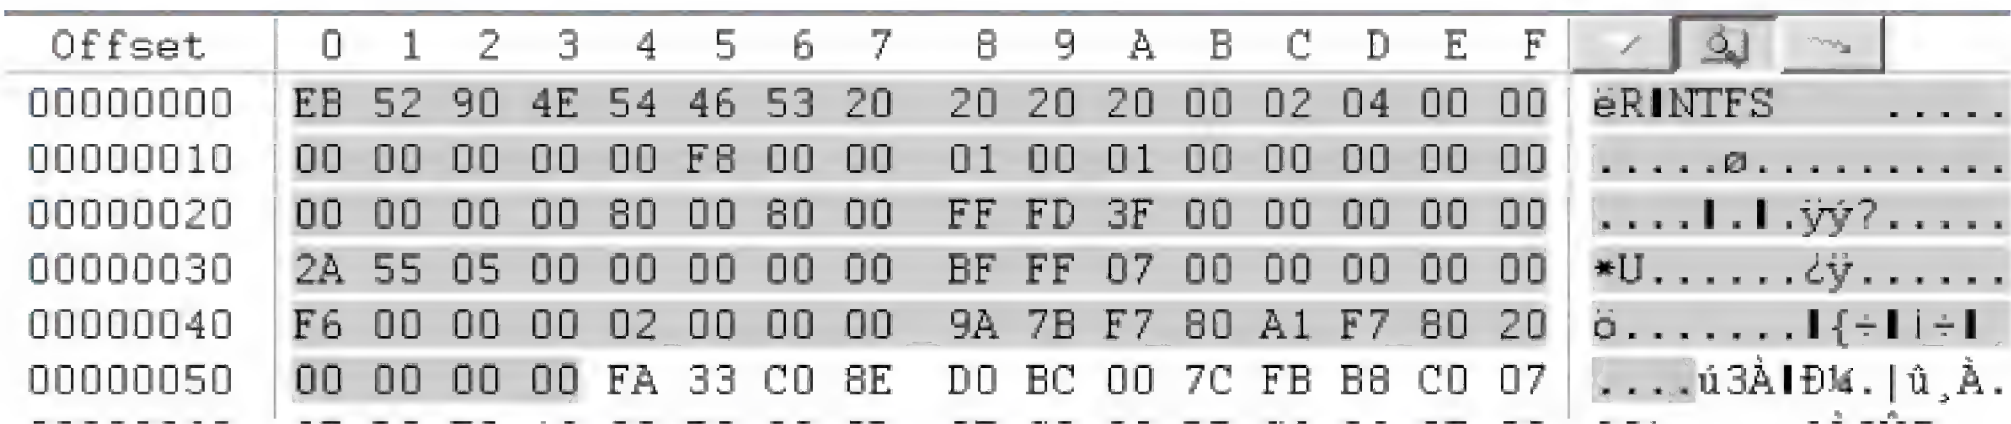 Offset 0 1 2 3 4 5 6 7 8 9 A B C D E F
00000000 EB 52 90 4E 54 46 53 20 20 20 20 00 02 04 00 00 ëR▮NTFS .....
00000010 00 00 00 00 00 F8 00 00 01 00 01 00 00 00 00 00 .....ø..........
00000020 00 00 00 00 80 00 80 00 FF FD 3F 00 00 00 00 00 ....▮.▮.ÿý?.....
00000030 2A 55 05 00 00 00 00 00 BF FF 07 00 00 00 00 00 *U......¿ÿ......
00000040 F6 00 00 00 02 00 00 00 9A 7B F7 80 A1 F7 80 20 ö.......▮{÷▮¡÷▮
00000050 00 00 00 00 FA 33 C0 8E D0 BC 00 7C FB B8 C0 07 ....ú3À▮Ð¼.|û¸À.